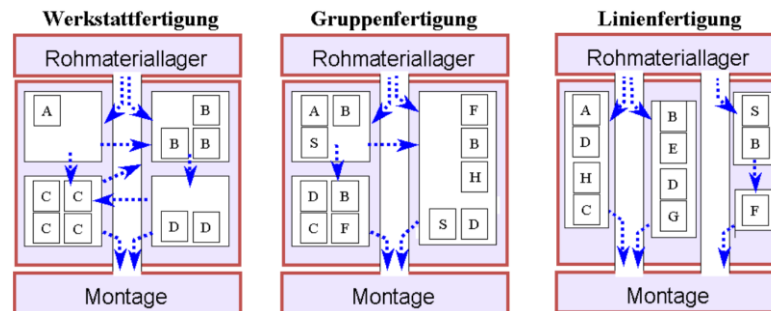 Werkstattfertigung
Rohmateriallager
A
B
B B
C C
C C
D D
Montage
Gruppenfertigung
Rohmateriallager
A B
S
F
B
H
D B
C F
S D
Montage
Linienfertigung
Rohmateriallager
A
D
H
C
B
E
D
G
S
B
F
Montage